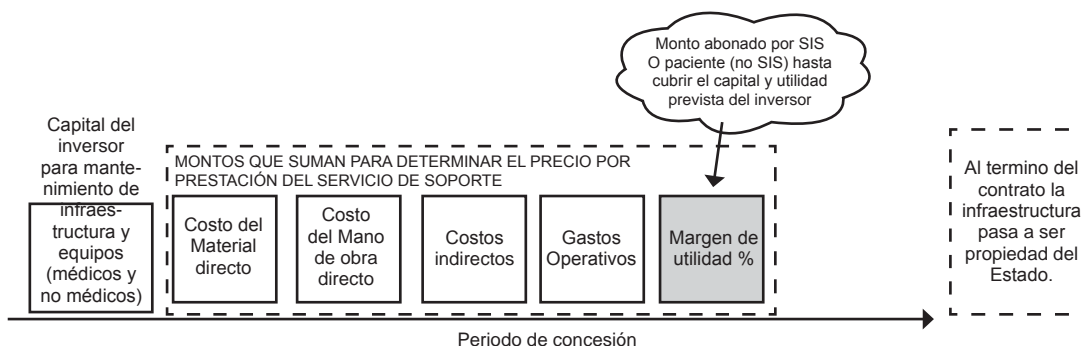 Monto abonado por SIS
O paciente (no SIS) hasta
cubrir el capital y utilidad
prevista del inversor
Capital del
inversor
para mante-
nimiento de
infraes-
tructura y
equipos
(médicos y
no médicos)
MONTOS QUE SUMAN PARA DETERMINAR EL PRECIO POR
PRESTACIÓN DEL SERVICIO DE SOPORTE
Costo del
Material
directo
Costo
del Mano
de obra
directo
Costos
indirectos
Gastos
Operativos
Margen de
utilidad %
Al termino del
contrato la
infraestructura
pasa a ser
propiedad del
Estado.
Periodo de concesión